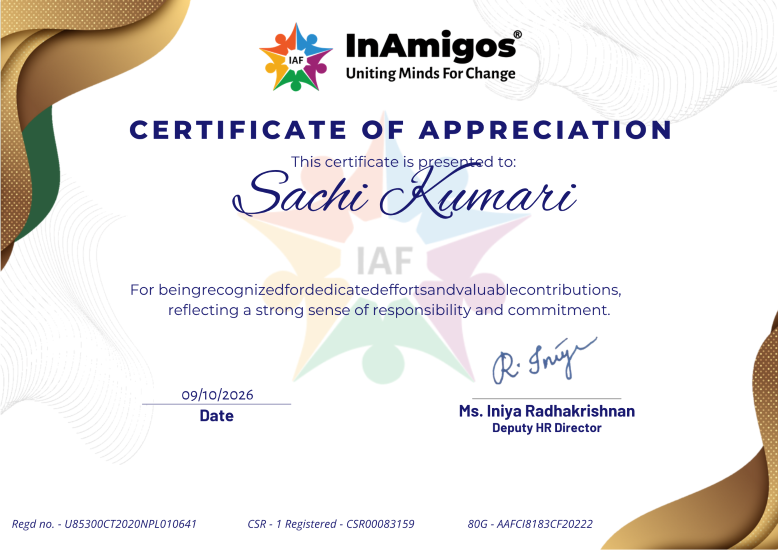 InAmigos®
IAF
Uniting Minds For Change
CERTIFICATE OF APPRECIATION
This certificate is presented to:
Sachi Kumari
IAF
For beingrecognizedfordedicatedeffortsandvaluablecontributions,
reflecting a strong sense of responsibility and commitment.
R. Iniya
09/10/2026
Date
Ms. Iniya Radhakrishnan
Deputy HR Director
Regd no. - U85300CT2020NPL010641
CSR - 1 Registered - CSR00083159
80G - AAFCI8183CF20222